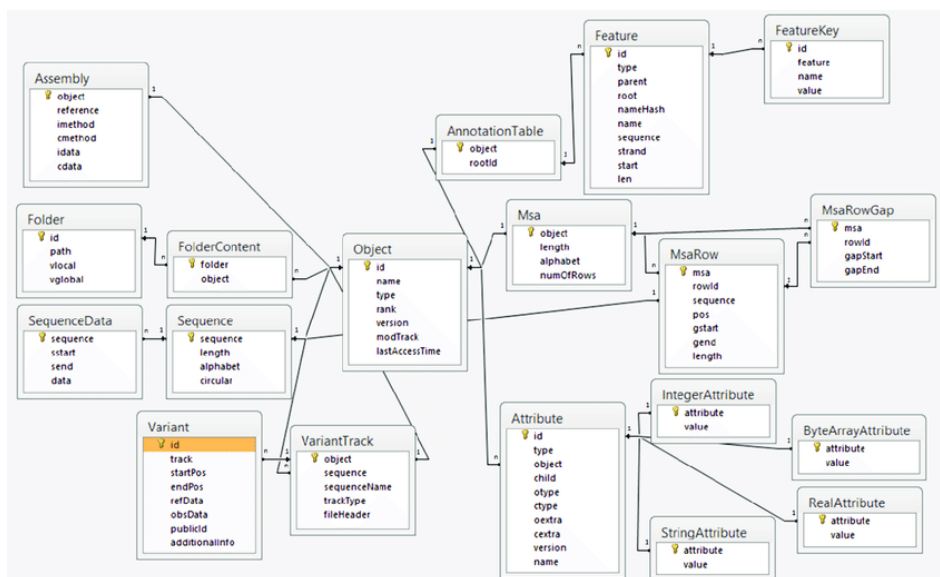 Assembly
object
reference
imethod
cmethod
idata
cdata
Folder
id
path
vlocal
vglobal
FolderContent
folder
object
SequenceData
sequence
sstart
send
data
Sequence
sequence
length
alphabet
circular
Variant
id
track
startPos
endPos
refData
obsData
publicId
additionalInfo
VariantTrack
object
sequence
sequenceName
trackType
fileHeader
Object
id
name
type
rank
version
modTrack
lastAccessTime
AnnotationTable
object
rootId
Feature
id
type
parent
root
nameHash
name
sequence
strand
start
len
FeatureKey
id
feature
name
value
Msa
object
length
alphabet
numOfRows
MsaRow
msa
rowId
sequence
pos
gstart
gend
length
MsaRowGap
msa
rowId
gapStart
gapEnd
Attribute
id
type
object
child
otype
ctype
oextra
cextra
version
name
IntegerAttribute
attribute
value
ByteArrayAttribute
attribute
value
RealAttribute
attribute
value
StringAttribute
attribute
value